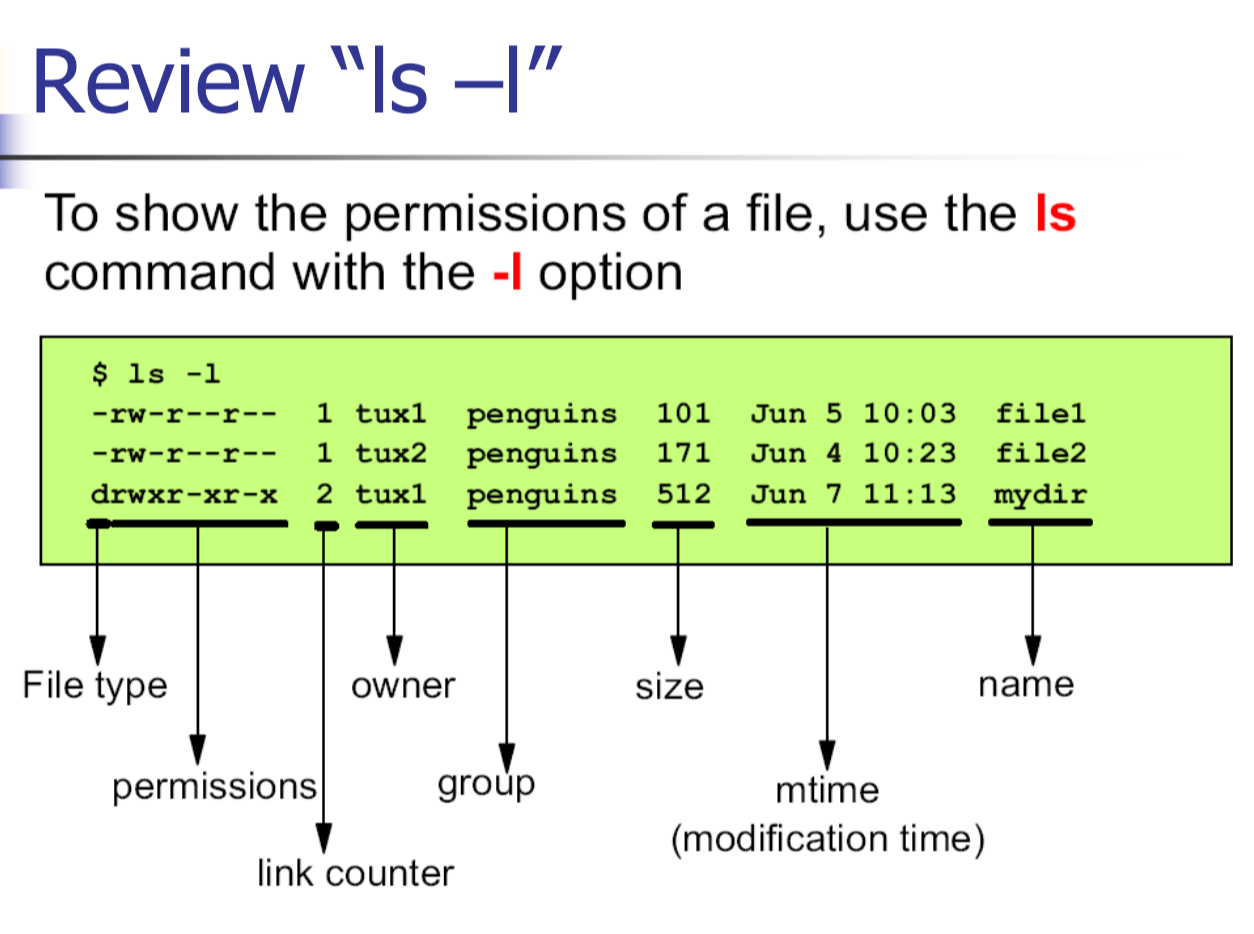 Review “ls –l”
To show the permissions of a file, use the ls
command with the -l option
$ ls -l
-rw-r--r-- 1 tux1 penguins 101 Jun 5 10:03 file1
-rw-r--r-- 1 tux2 penguins 171 Jun 4 10:23 file2
drwxr-xr-x 2 tux1 penguins 512 Jun 7 11:13 mydir
File type owner size name
permissions group mtime
(modification time)
link counter